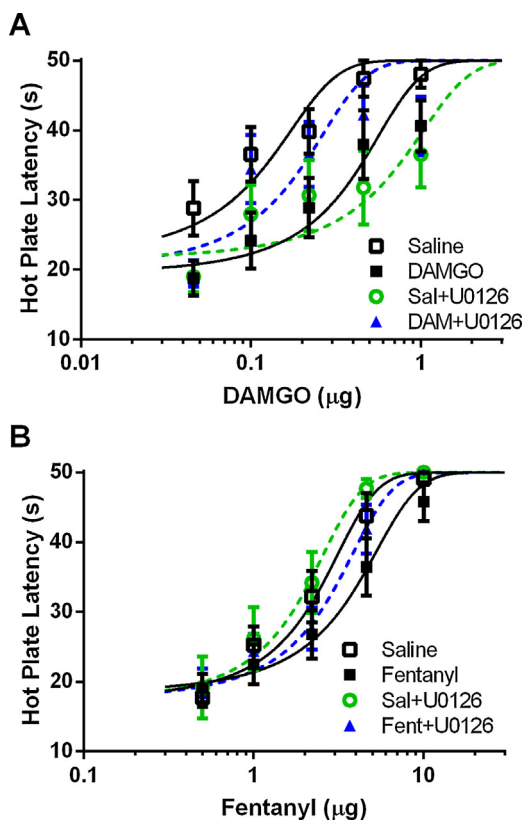 A
Hot Plate Latency (s)
50
40
30
20
10
0.01
0.1
1
DAMGO (μg)
Saline
DAMGO
Sal+U0126
DAM+U0126
B
Hot Plate Latency (s)
50
40
30
20
10
0.1
1
10
Fentanyl (μg)
Saline
Fentanyl
Sal+U0126
Fent+U0126